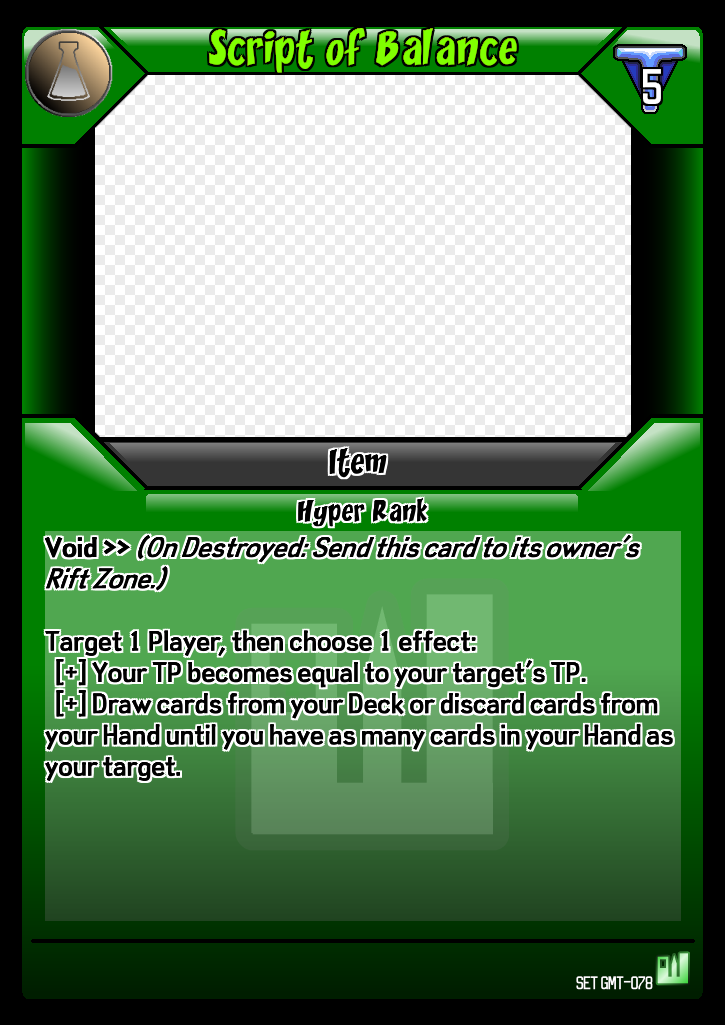 Script of Balance
5
Item
Hyper Rank
Void >> (On Destroyed: Send this card to its owner's
Rift Zone.)
Target 1 Player, then choose 1 effect:
[+] Your TP becomes equal to your target's TP.
[+] Draw cards from your Deck or discard cards from
your Hand until you have as many cards in your Hand as
your target.
SET GMT-078